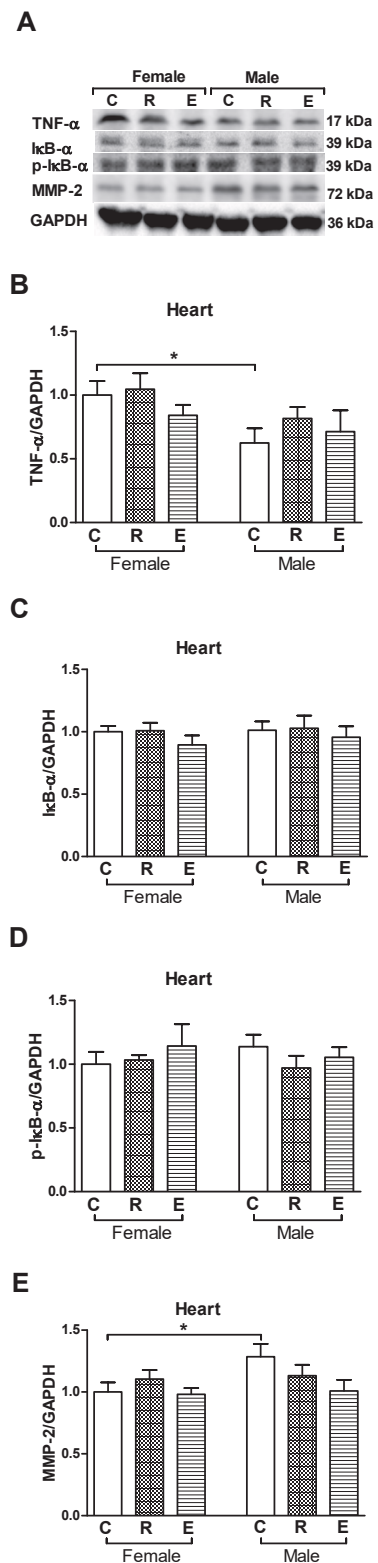 A
Female Male
C R E C R E
TNF-α 17 kDa
IκB-α 39 kDa
p-IκB-α 39 kDa
MMP-2 72 kDa
GAPDH 36 kDa
B
Heart
TNF-α/GAPDH
1.5
1.0
0.5
0.0
*
C R E C R E
Female Male
C
Heart
IκB-α/GAPDH
1.5
1.0
0.5
0.0
C R E C R E
Female Male
D
Heart
p-IκB-α/GAPDH
1.5
1.0
0.5
0.0
C R E C R E
Female Male
E
Heart
MMP-2/GAPDH
1.5
1.0
0.5
0.0
*
C R E C R E
Female Male